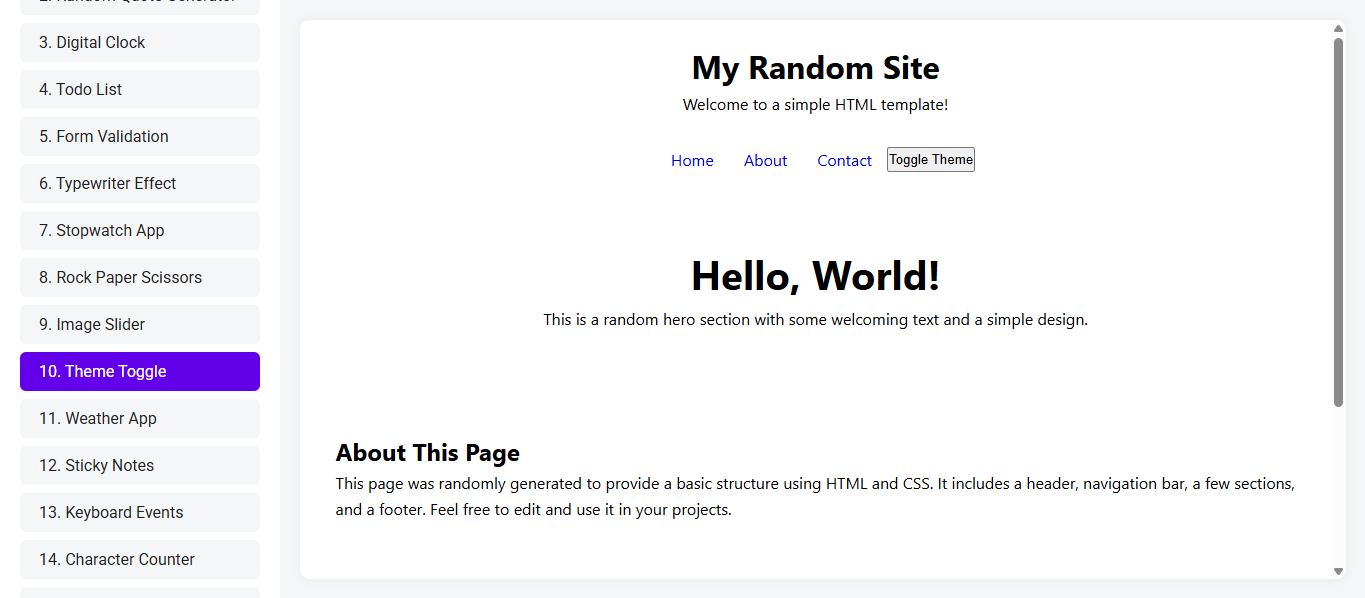 3. Digital Clock
4. Todo List
5. Form Validation
6. Typewriter Effect
7. Stopwatch App
8. Rock Paper Scissors
9. Image Slider
10. Theme Toggle
11. Weather App
12. Sticky Notes
13. Keyboard Events
14. Character Counter
My Random Site
Welcome to a simple HTML template!
Home About Contact Toggle Theme
Hello, World!
This is a random hero section with some welcoming text and a simple design.
About This Page
This page was randomly generated to provide a basic structure using HTML and CSS. It includes a header, navigation bar, a few sections,
and a footer. Feel free to edit and use it in your projects.